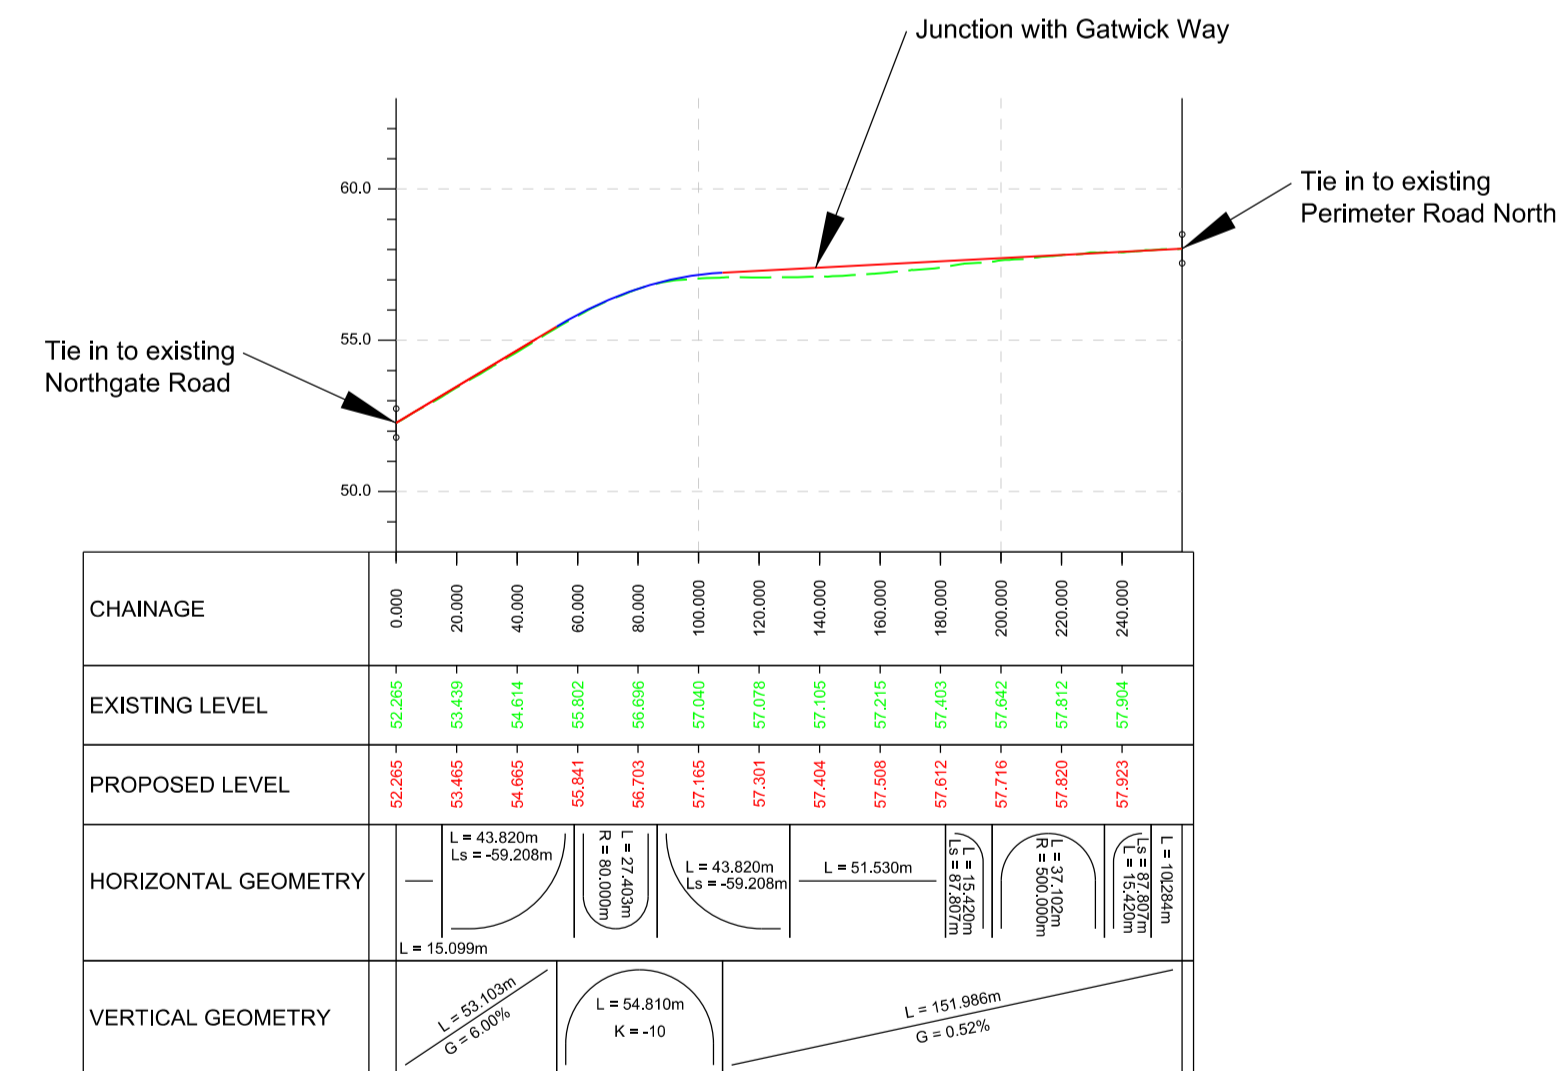 Junction with Gatwick Way
Tie in to existing
Perimeter Road North
60.0
55.0
Tie in to existing
Northgate Road
50.0
CHAINAGE 0.000 20.000 40.000 60.000 80.000 100.000 120.000 140.000 160.000 180.000 200.000 220.000 240.000
EXISTING LEVEL 52.265 53.439 54.614 55.802 56.696 57.040 57.078 57.105 57.215 57.403 57.642 57.812 57.904
PROPOSED LEVEL 52.265 53.465 54.665 55.841 56.703 57.165 57.301 57.404 57.508 57.612 57.716 57.820 57.923
HORIZONTAL GEOMETRY
L = 15.099m
L = 43.820m
Ls = -59.208m
L = 27.403m
R = 80.000m
L = 43.820m
Ls = -59.208m
L = 51.530m
L = 15.420m
Ls = 87.807m
L = 37.102m
R = 500.000m
Ls = 87.807m
L = 15.420m
L = 10.284m
VERTICAL GEOMETRY
L = 53.103m
G = 6.00%
L = 54.810m
K = -10
L = 151.986m
G = 0.52%